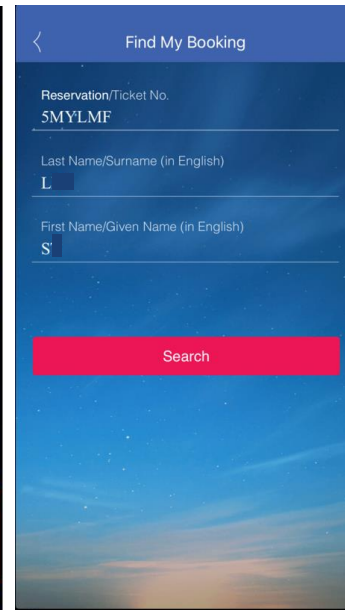 Find My Booking
Reservation/Ticket No.
5MYLMF
Last Name/Surname (in English)
L
First Name/Given Name (in English)
S
Search